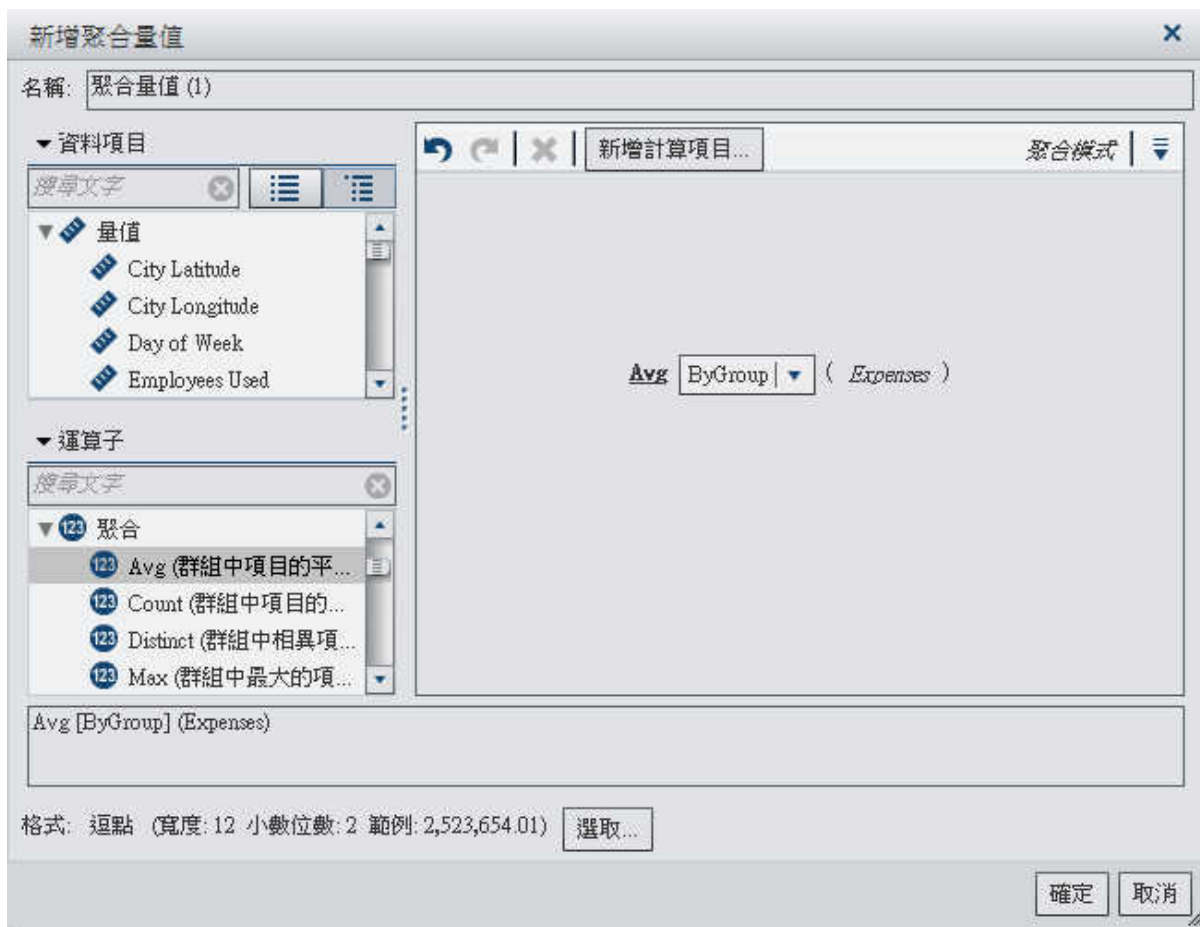 新增聚合量值
名稱: 聚合量值 (1)
資料項目
搜尋文字
量值
City Latitude
City Longitude
Day of Week
Employees Used
運算子
搜尋文字
123 聚合
123 Avg (群組中項目的平...
123 Count (群組中項目的...
123 Distinct (群組中相異項...
123 Max (群組中最大的項...
新增計算項目...
聚合模式
Avg ByGroup ( Expenses )
Avg [ByGroup] (Expenses)
格式: 逗點 (寬度: 12 小數位數: 2 範例: 2,523,654.01) 選取...
確定 取消